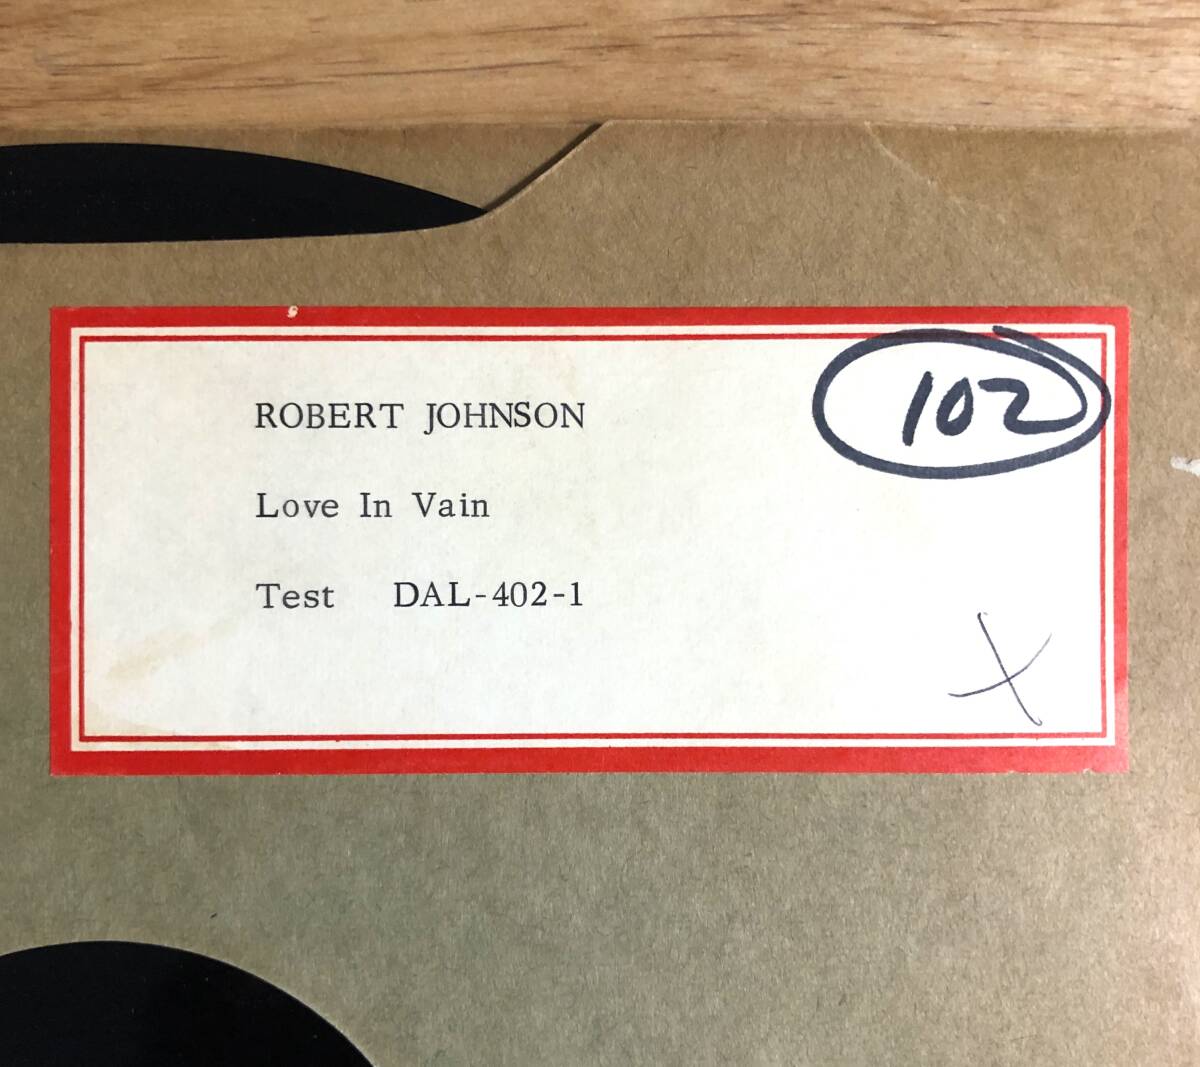 ROBERT JOHNSON
102
Love In Vain
Test DAL-402-1